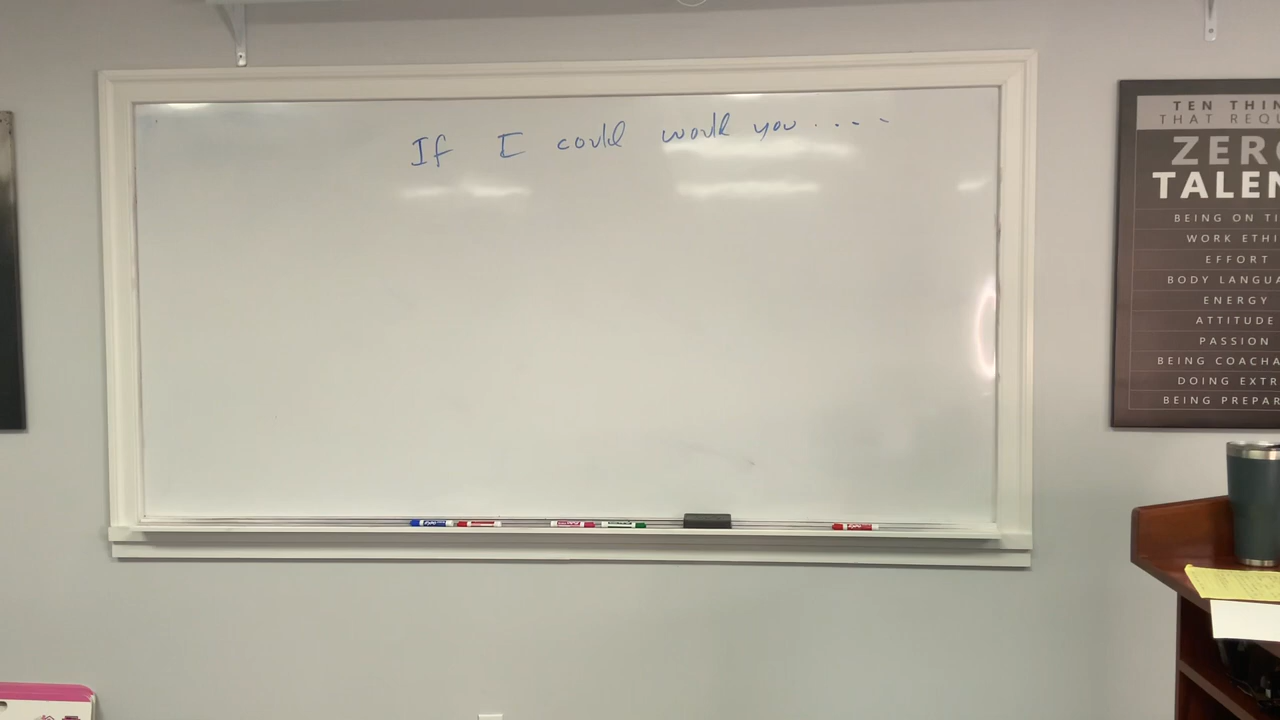 If I could would you.....
TEN THIN
THAT REQU
ZERO
TALEN
BEING ON TI
WORK ETHI
EFFORT
BODY LANGUA
ENERGY
ATTITUDE
PASSION
BEING COACHA
DOING EXTR
BEING PREPAR